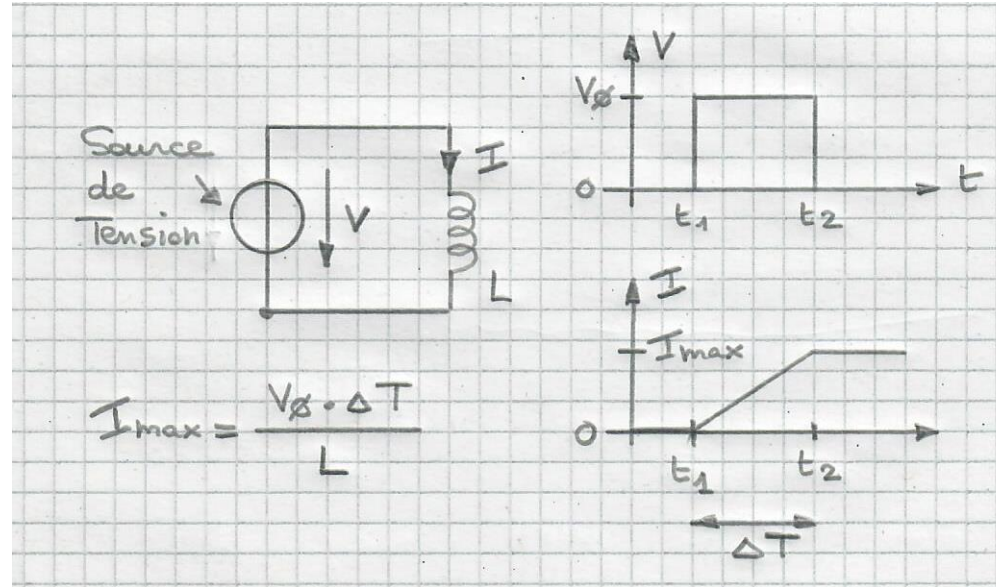 Source
de
Tension
V
I
L
Imax = VØ . ΔT / L
V
VØ
0
t
t1
t2
I
Imax
0
t1
t2
ΔT